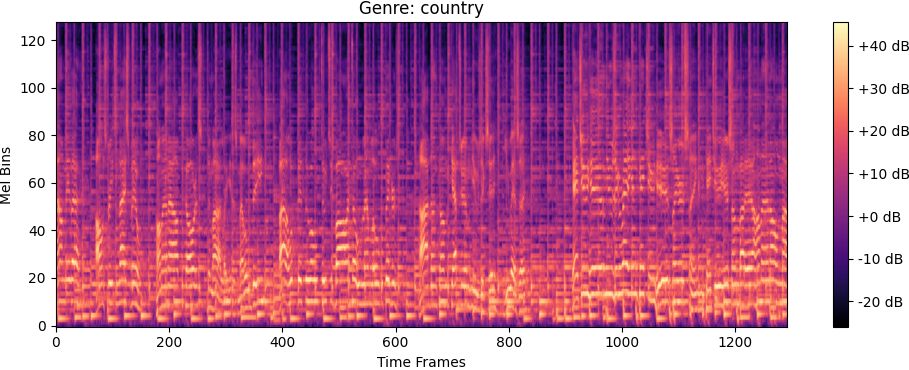 Genre: country
Mel Bins
120
100
80
60
40
20
0
0 200 400 600 800 1000 1200
Time Frames
+40 dB
+30 dB
+20 dB
+10 dB
+0 dB
-10 dB
-20 dB